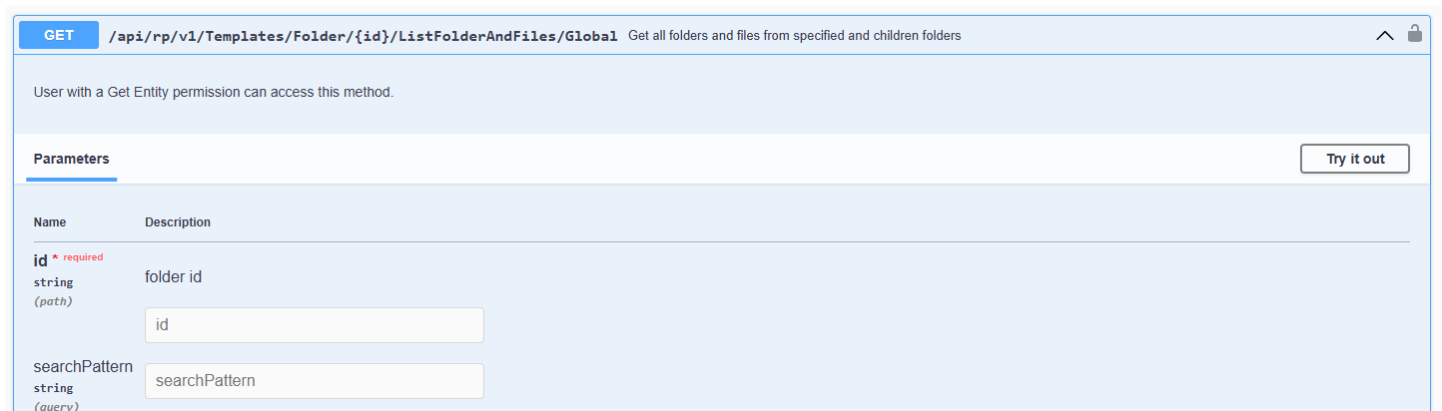 GET /api/rp/v1/Templates/Folder/{id}/ListFolderAndFiles/Global Get all folders and files from specified and children folders
User with a Get Entity permission can access this method.
Parameters Try it out
Name Description
id * required
string
(path)
folder id
id
searchPattern
string
(query)
searchPattern